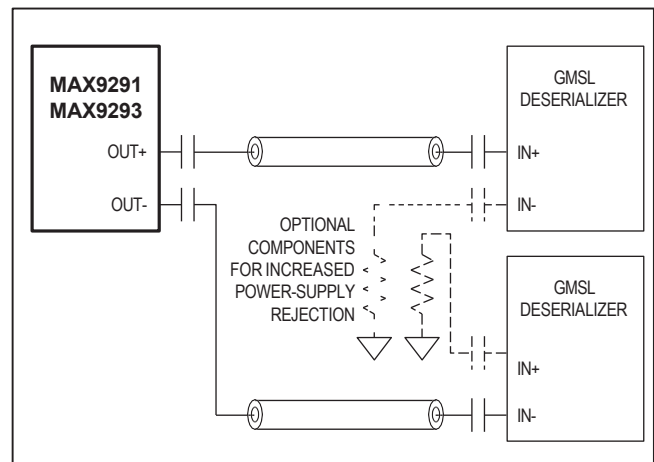 MAX9291
MAX9293
OUT+
OUT-
GMSL
DESERIALIZER
IN+
IN-
OPTIONAL
COMPONENTS
FOR INCREASED
POWER-SUPPLY
REJECTION
GMSL
DESERIALIZER
IN+
IN-